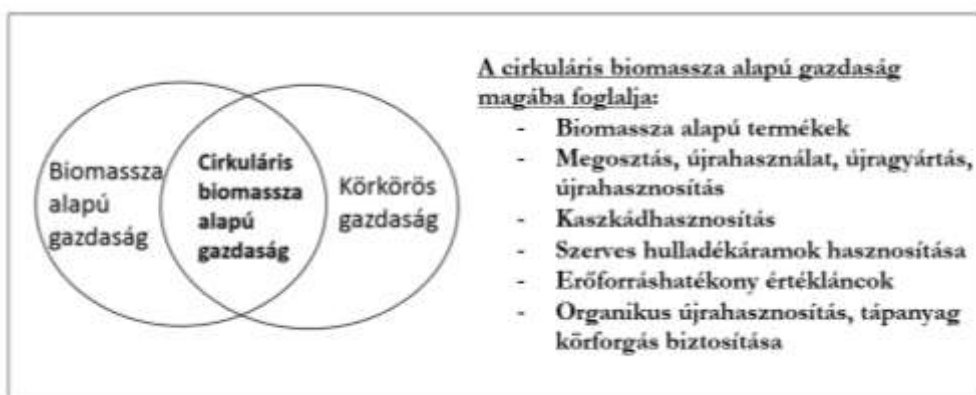 Biomassza
alapú
gazdaság
Cirkuláris
biomassza
alapú
gazdaság
Körkörös
gazdaság
A cirkuláris biomassza alapú gazdaság
magába foglalja:
- Biomassza alapú termékek
- Megosztás, újrahasználat, újragyártás,
újrahasznosítás
- Kaszkádhasznosítás
- Szerves hulladékáramok hasznosítása
- Erőforráshatékony értékláncok
- Organikus újrahasznosítás, tápanyag
körforgás biztosítása